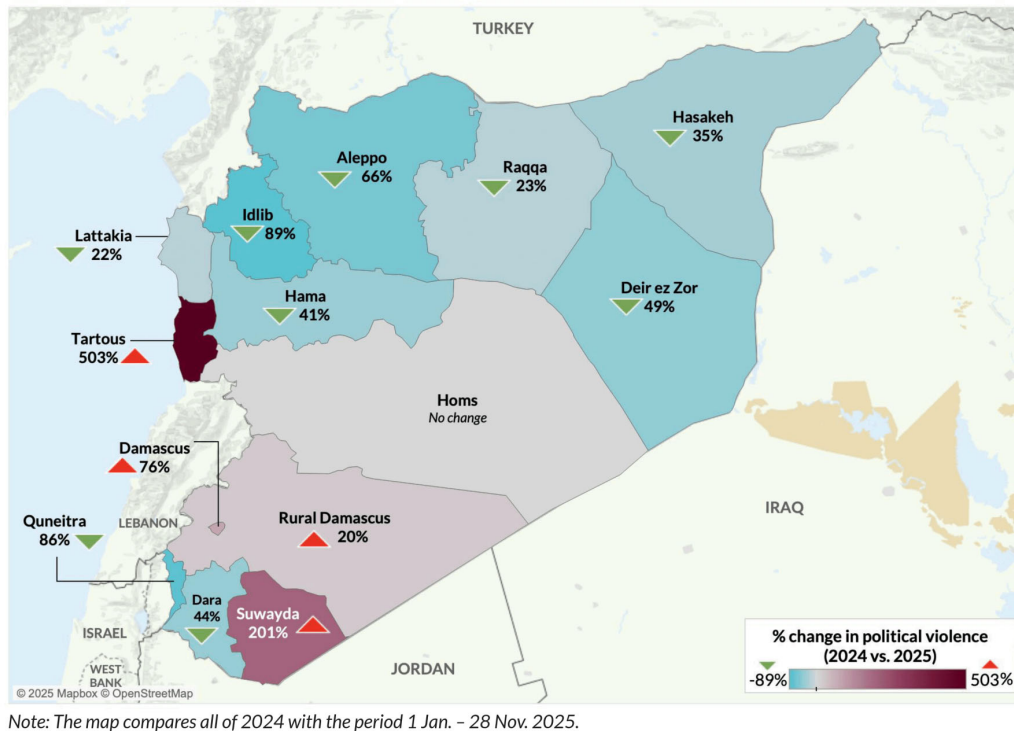 TURKEY
Hasakeh
35%
Aleppo
66%
Raqqa
23%
Idlib
89%
Lattakia
22%
Deir ez Zor
49%
Hama
41%
Tartous
503%
Homs
No change
Damascus
76%
Rural Damascus
20%
Quneitra
86%
LEBANON
IRAQ
Dara
44%
Suwayda
201%
ISRAEL
WEST
BANK
JORDAN
% change in political violence
(2024 vs. 2025)
-89%
503%
© 2025 Mapbox © OpenStreetMap
Note: The map compares all of 2024 with the period 1 Jan. – 28 Nov. 2025.